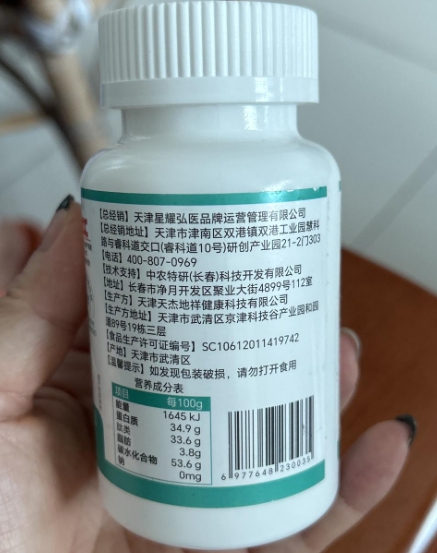 【总经销】天津星耀弘医品牌运营管理有限公司
【总经销地址】天津市津南区双港镇双港工业园慧科
路与睿科道交口(睿科道10号)研创产业园21-2门303
【电话】400-807-0969
【技术支持】中农特研(长春)科技开发有限公司
【地址】长春市净月开发区聚业大街4899号112室
【生产方】天津天杰地祥健康科技有限公司
【生产方地址】天津市武清区京津科技谷产业园和园
道89号19栋三层
【食品生产许可证编号】SC10612011419742
【产地】天津市武清区
【温馨提示】如发现包装破损，请勿打开食用
营养成分表
项目 每100g
能量 1645 kJ
蛋白质 34.9 g
肽类 33.6 g
脂肪 3.8g
碳水化合物 53.6 g
钠 0mg
6 977648 230035